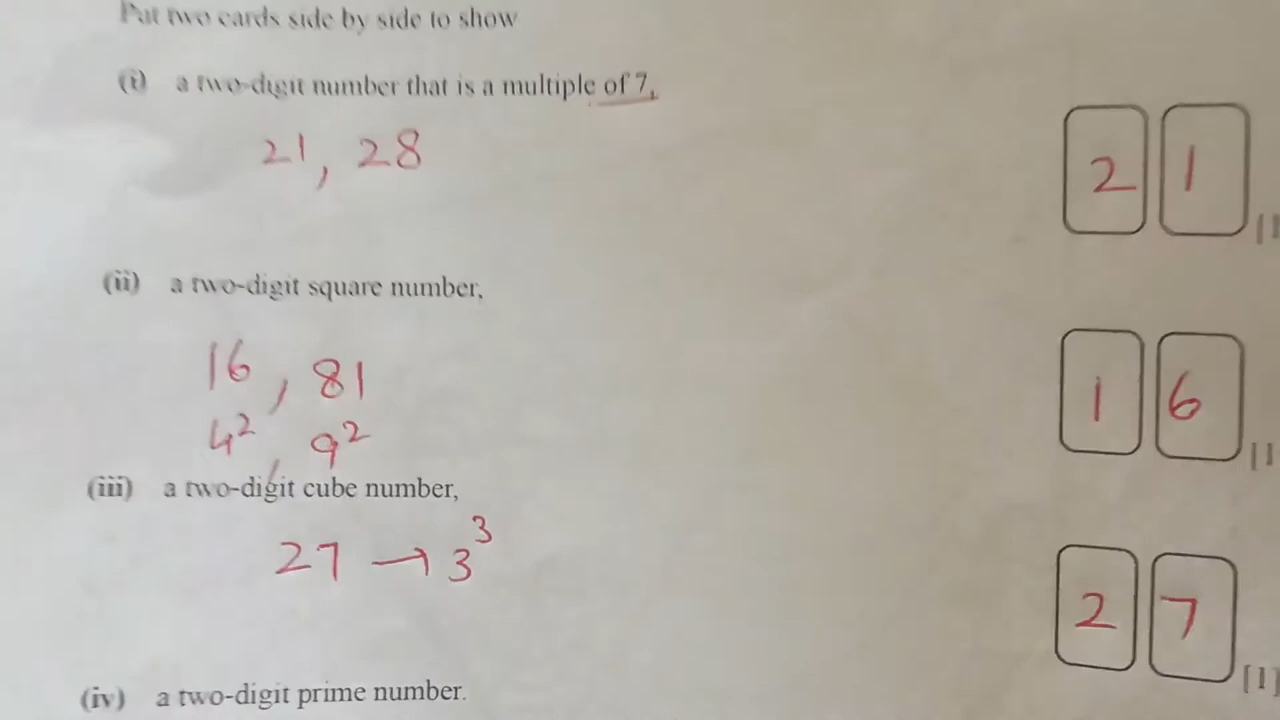 Put two cards side by side to show
(i) a two-digit number that is a multiple of 7,
21, 28
2 1
(ii) a two-digit square number,
16, 81
4², 9²
1 6
[1
(iii) a two-digit cube number,
27 → 3³
2 7
[1]
(iv) a two-digit prime number.